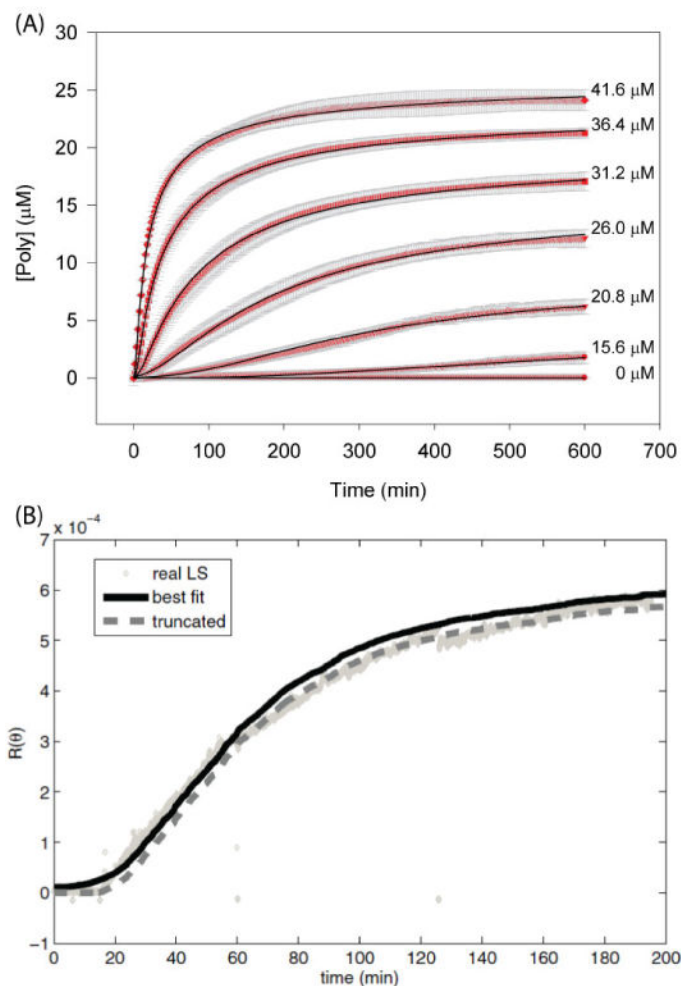 (A)
30
25
20
15
10
5
0
[Poly] (μM)
41.6 μM
36.4 μM
31.2 μM
26.0 μM
20.8 μM
15.6 μM
0 μM
0 100 200 300 400 500 600 700
Time (min)
(B)
x 10⁻⁴
7
6
5
4
3
2
1
0
-1
R(θ)
real LS
best fit
truncated
0 20 40 60 80 100 120 140 160 180 200
time (min)